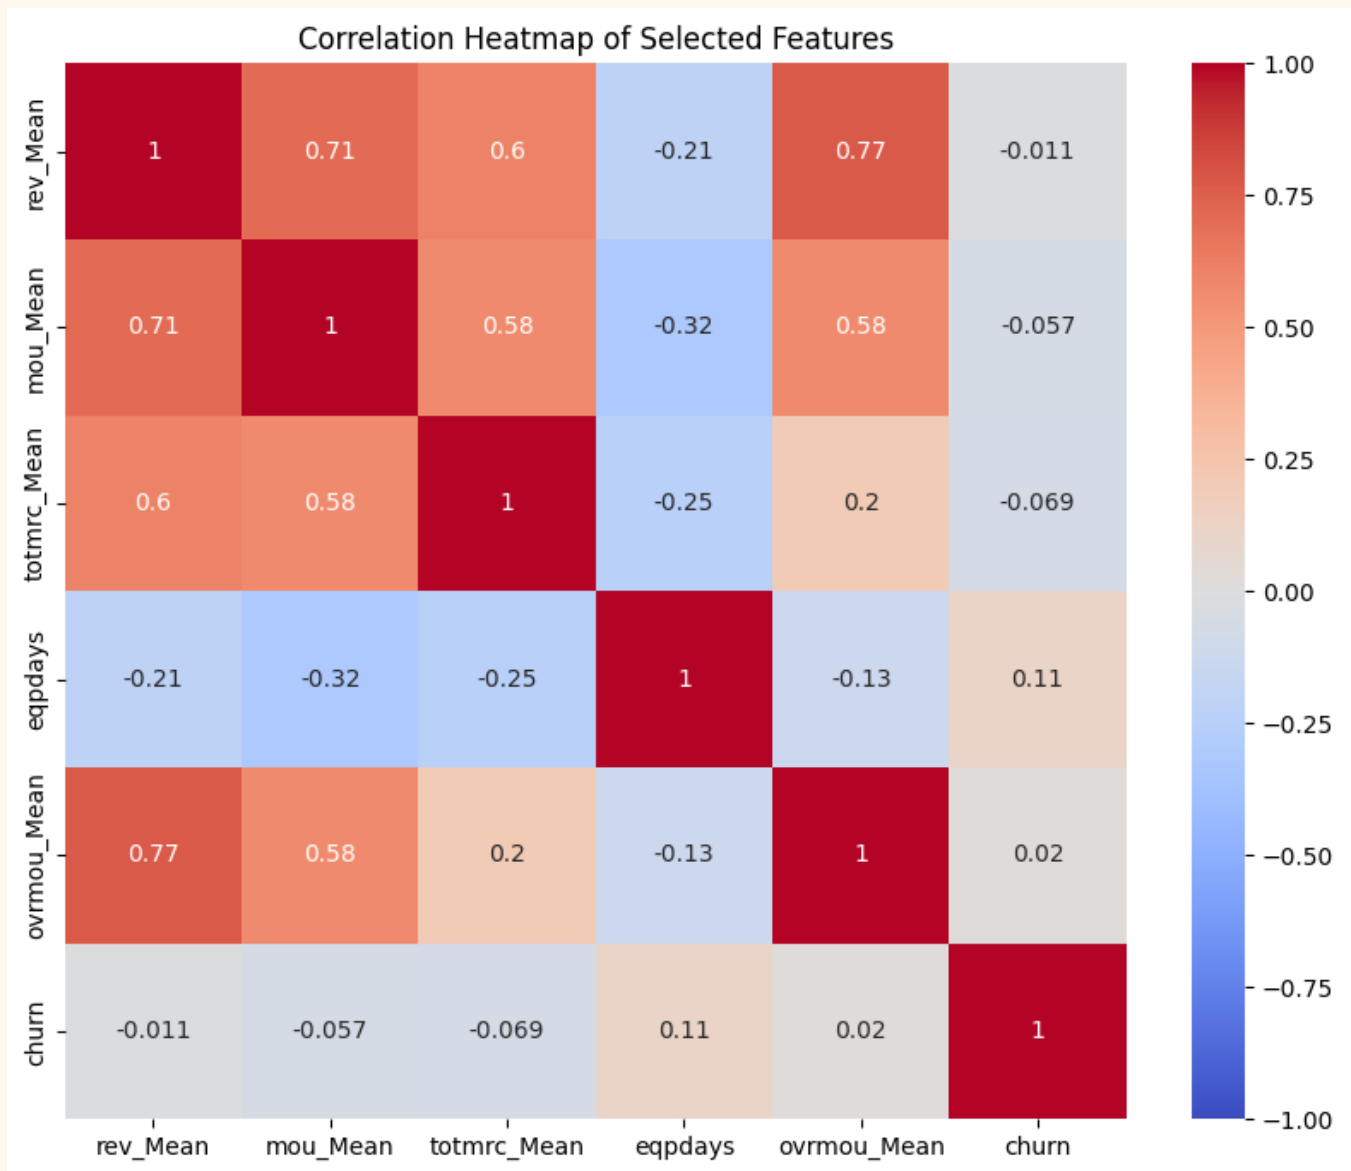 Correlation Heatmap of Selected Features
rev_Mean 1 0.71 0.6 -0.21 0.77 -0.011
mou_Mean 0.71 1 0.58 -0.32 0.58 -0.057
totmrc_Mean 0.6 0.58 1 -0.25 0.2 -0.069
eqpdays -0.21 -0.32 -0.25 1 -0.13 0.11
ovrmou_Mean 0.77 0.58 0.2 -0.13 1 0.02
churn -0.011 -0.057 -0.069 0.11 0.02 1
rev_Mean mou_Mean totmrc_Mean eqpdays ovrmou_Mean churn
1.00
0.75
0.50
0.25
0.00
−0.25
−0.50
−0.75
−1.00